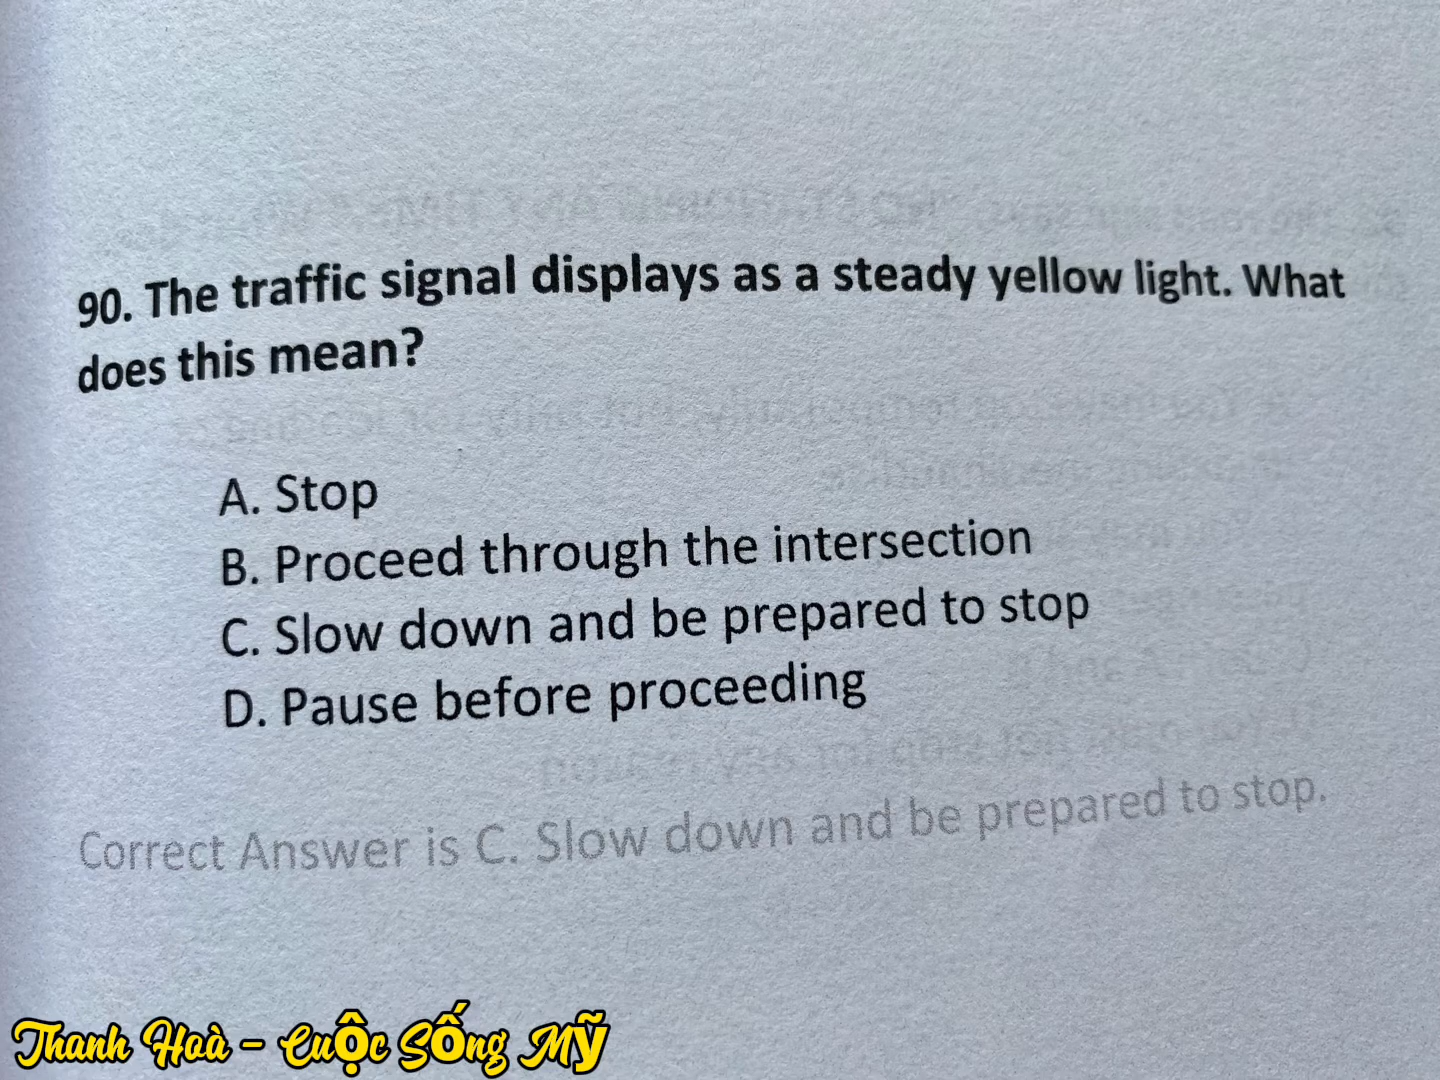 90. The traffic signal displays as a steady yellow light. What
does this mean?
A. Stop
B. Proceed through the intersection
C. Slow down and be prepared to stop
D. Pause before proceeding
Correct Answer is C. Slow down and be prepared to stop.
Thanh Hoà - Cuộc Sống Mỹ